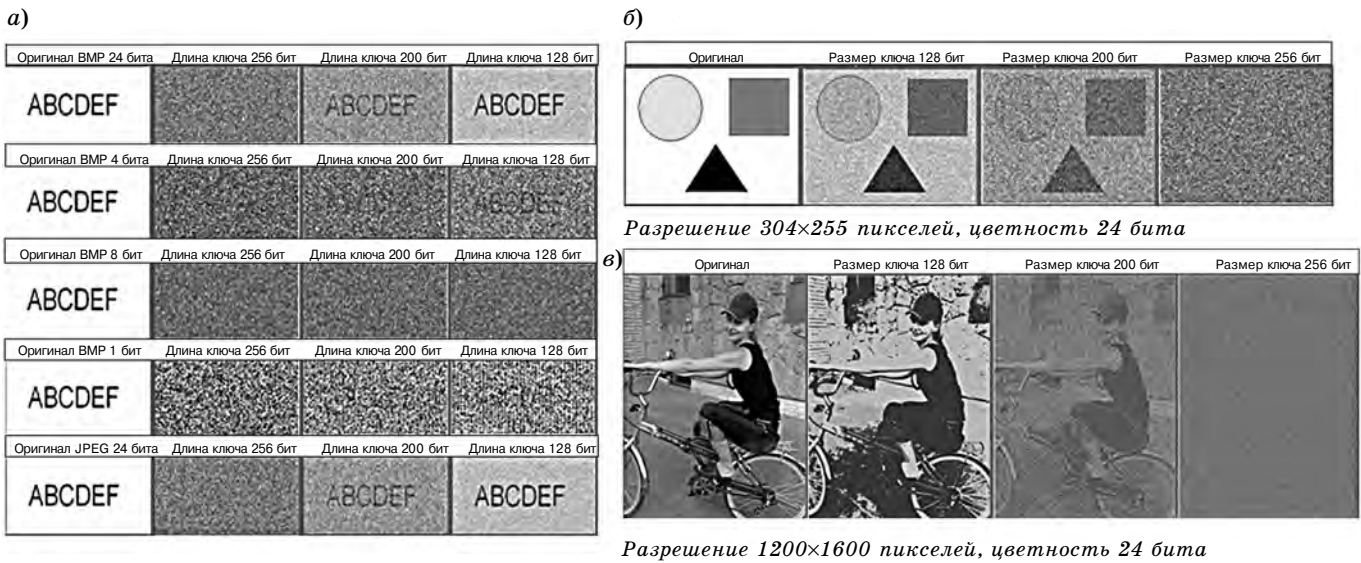 а)
Оригинал BMP 24 бита Длина ключа 256 бит Длина ключа 200 бит Длина ключа 128 бит
ABCDEF ABCDEF ABCDEF
Оригинал BMP 4 бита Длина ключа 256 бит Длина ключа 200 бит Длина ключа 128 бит
ABCDEF ABCDEF ABCDEF
Оригинал BMP 8 бит Длина ключа 256 бит Длина ключа 200 бит Длина ключа 128 бит
ABCDEF
Оригинал BMP 1 бит Длина ключа 256 бит Длина ключа 200 бит Длина ключа 128 бит
ABCDEF
Оригинал JPEG 24 бита Длина ключа 256 бит Длина ключа 200 бит Длина ключа 128 бит
ABCDEF ABCDEF ABCDEF
б)
Оригинал Размер ключа 128 бит Размер ключа 200 бит Размер ключа 256 бит
Разрешение 304×255 пикселей, цветность 24 бита
в)
Оригинал Размер ключа 128 бит Размер ключа 200 бит Размер ключа 256 бит
Разрешение 1200×1600 пикселей, цветность 24 бита